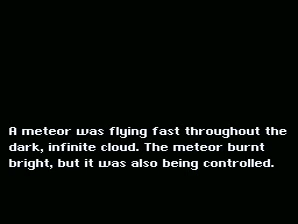 A meteor was flying fast throughout the
dark, infinite cloud. The meteor burnt
bright, but it was also being controlled.